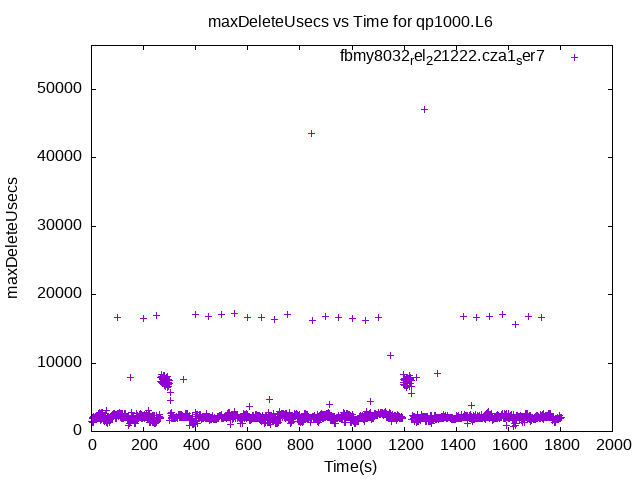 maxDeleteUsecs vs Time for qp1000.L6
fbmy8032rel221222.cza1ser7
50000
40000
30000
20000
10000
0
maxDeleteUsecs
0 200 400 600 800 1000 1200 1400 1600 1800 2000
Time(s)